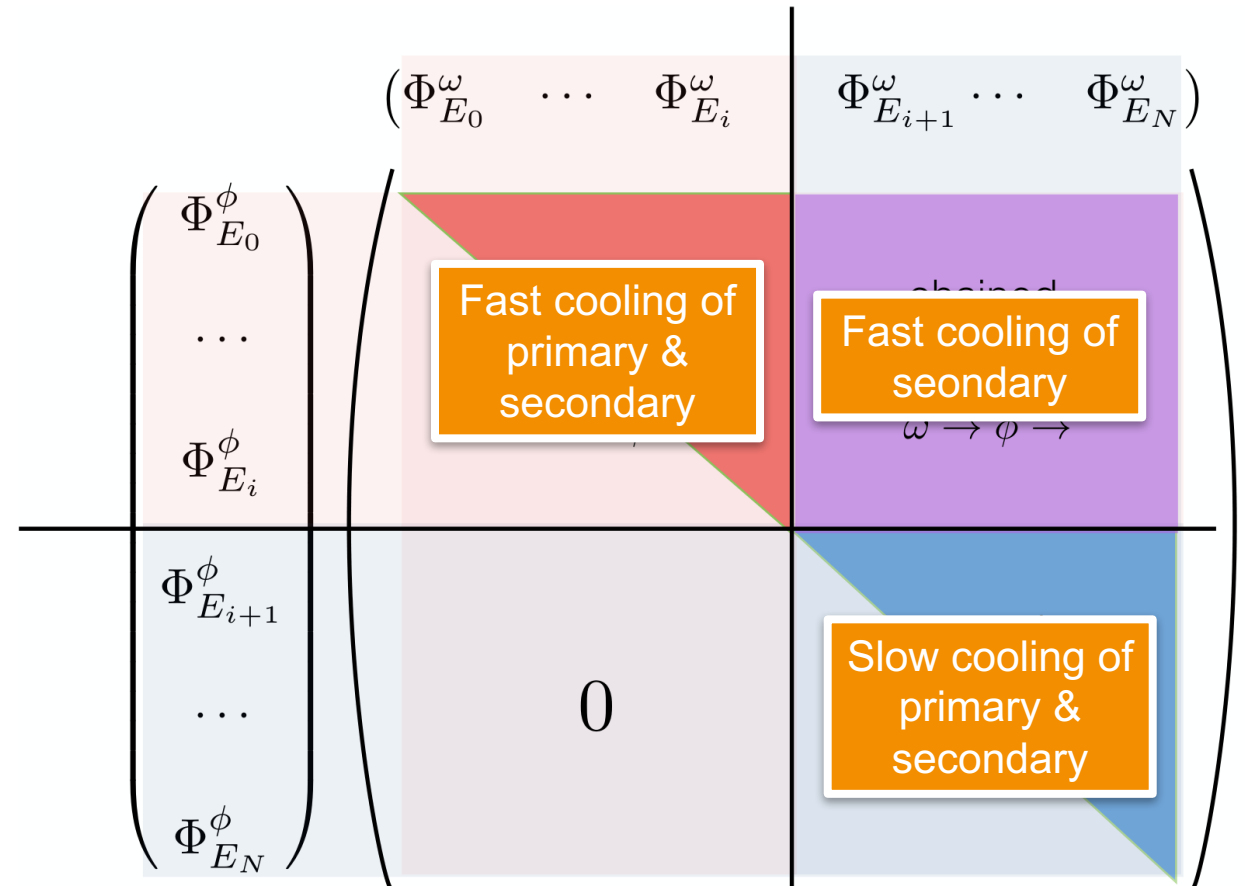 (Φ^ω_{E_0} ··· Φ^ω_{E_i} Φ^ω_{E_{i+1}} ··· Φ^ω_{E_N})
Φ^ϕ_{E_0}
···
Φ^ϕ_{E_i}
Φ^ϕ_{E_{i+1}}
···
Φ^ϕ_{E_N}
Fast cooling of
primary &
secondary
chained
Fast cooling of
seondary
ω → ϕ →
0
Slow cooling of
primary &
secondary